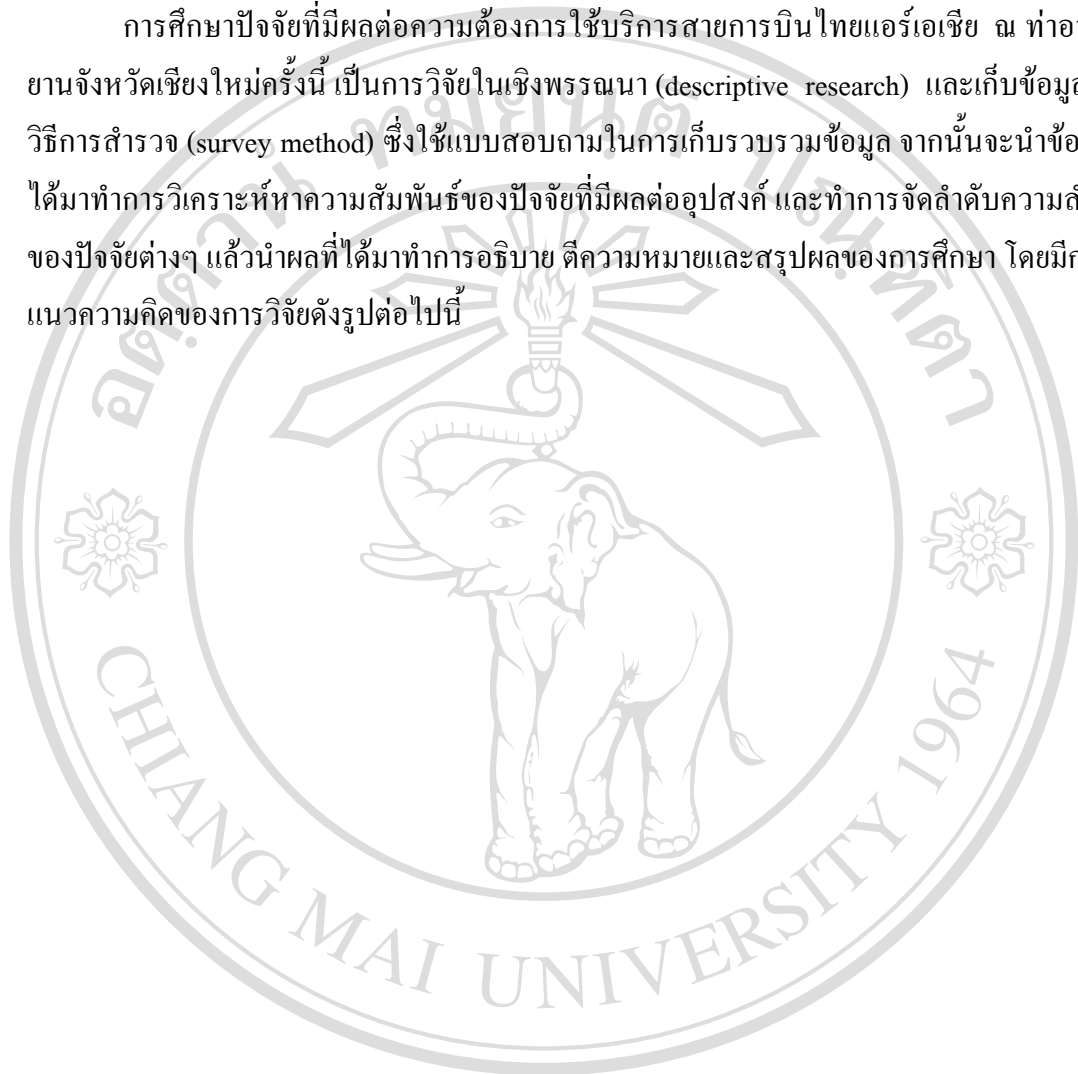 การศึกษาปัจจัยที่มีผลต่อความต้องการใช้บริการสายการบินไทยแอร์เอเชีย ณ ท่าอา
ยานจังหวัดเชียงใหม่ครั้งนี้ เป็นการวิจัยในเชิงพรรณนา (descriptive research) และเก็บข้อมูล
วิธีการสำรวจ (survey method) ซึ่งใช้แบบสอบถามในการเก็บรวบรวมข้อมูล จากนั้นจะนำข้อ
ได้มาทำการวิเคราะห์หาความสัมพันธ์ของปัจจัยที่มีผลต่ออุปสงค์ และทำการจัดลำดับความสำ
ของปัจจัยต่างๆ แล้วนำผลที่ได้มาทำการอธิบาย ตีความหมายและสรุปผลของการศึกษา โดยมีก
แนวความคิดของการวิจัยดังรูปต่อไปนี้
อตฺตานํ ทมยนฺติ ปณฺฑิตา
CHIANG MAI UNIVERSITY 1964